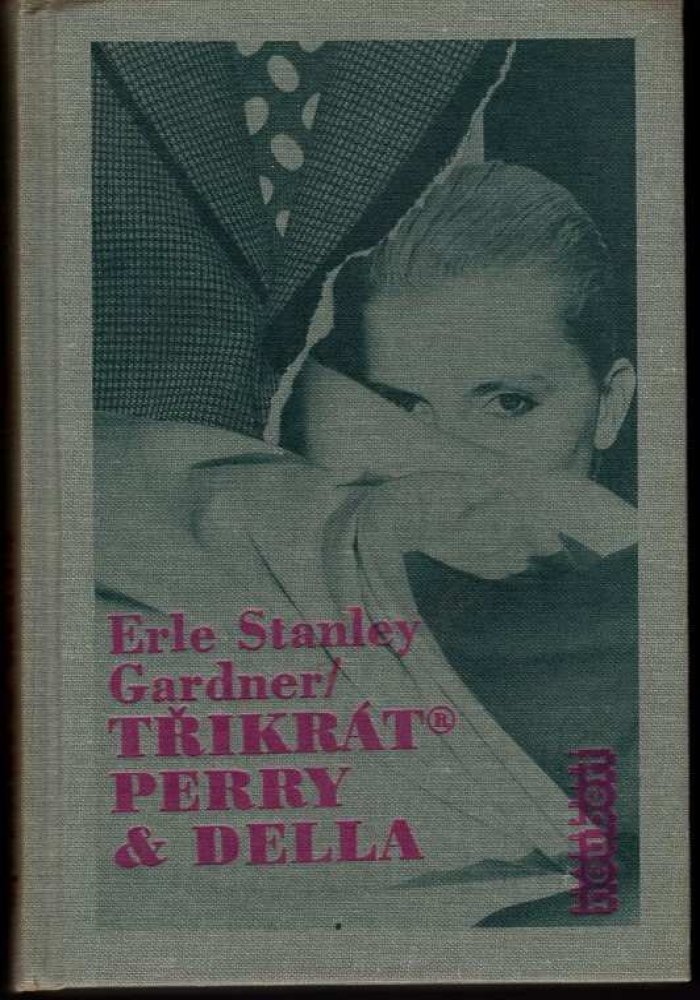 Erle Stanley
Gardner/
TŘIKRÁT®
PERRY
& DELLA